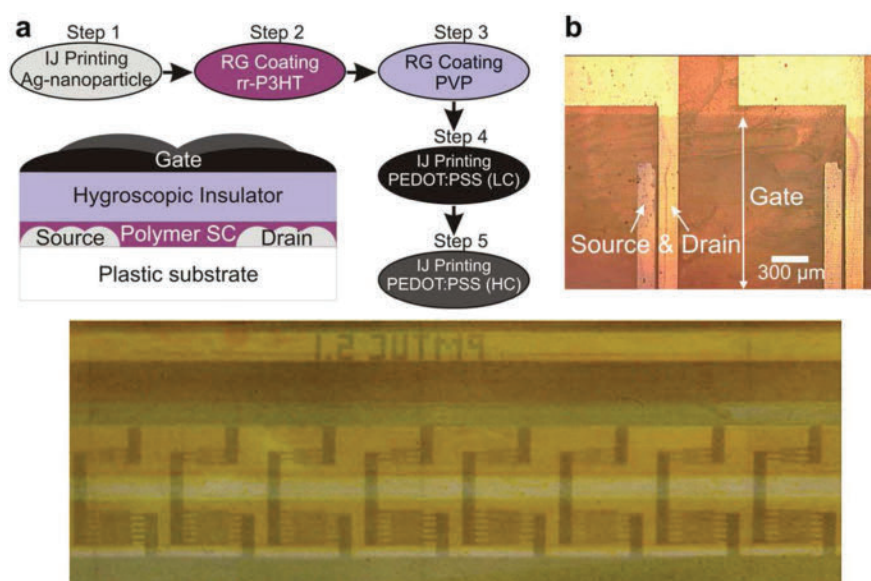 a
Step 1
IJ Printing
Ag-nanoparticle
Step 2
RG Coating
rr-P3HT
Step 3
RG Coating
PVP
Step 4
IJ Printing
PEDOT:PSS (LC)
Step 5
IJ Printing
PEDOT:PSS (HC)
Gate
Hygroscopic Insulator
Source Polymer SC Drain
Plastic substrate
b
Gate
Source & Drain
300 µm